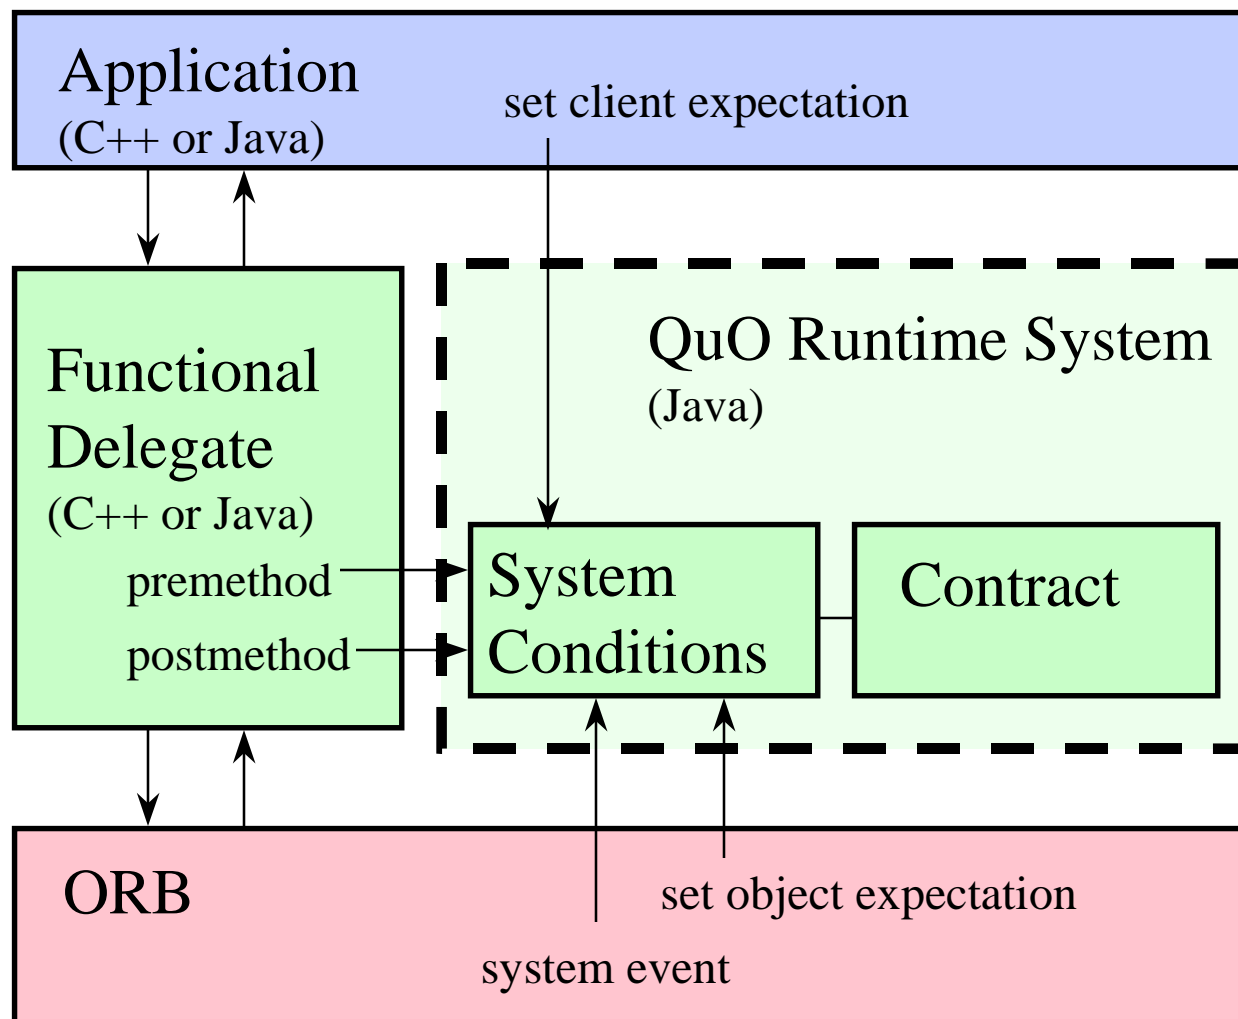 Application
(C++ or Java)
set client expectation
QuO Runtime System
(Java)
Functional
Delegate
(C++ or Java)
premethod
postmethod
System
Conditions
Contract
ORB
set object expectation
system event